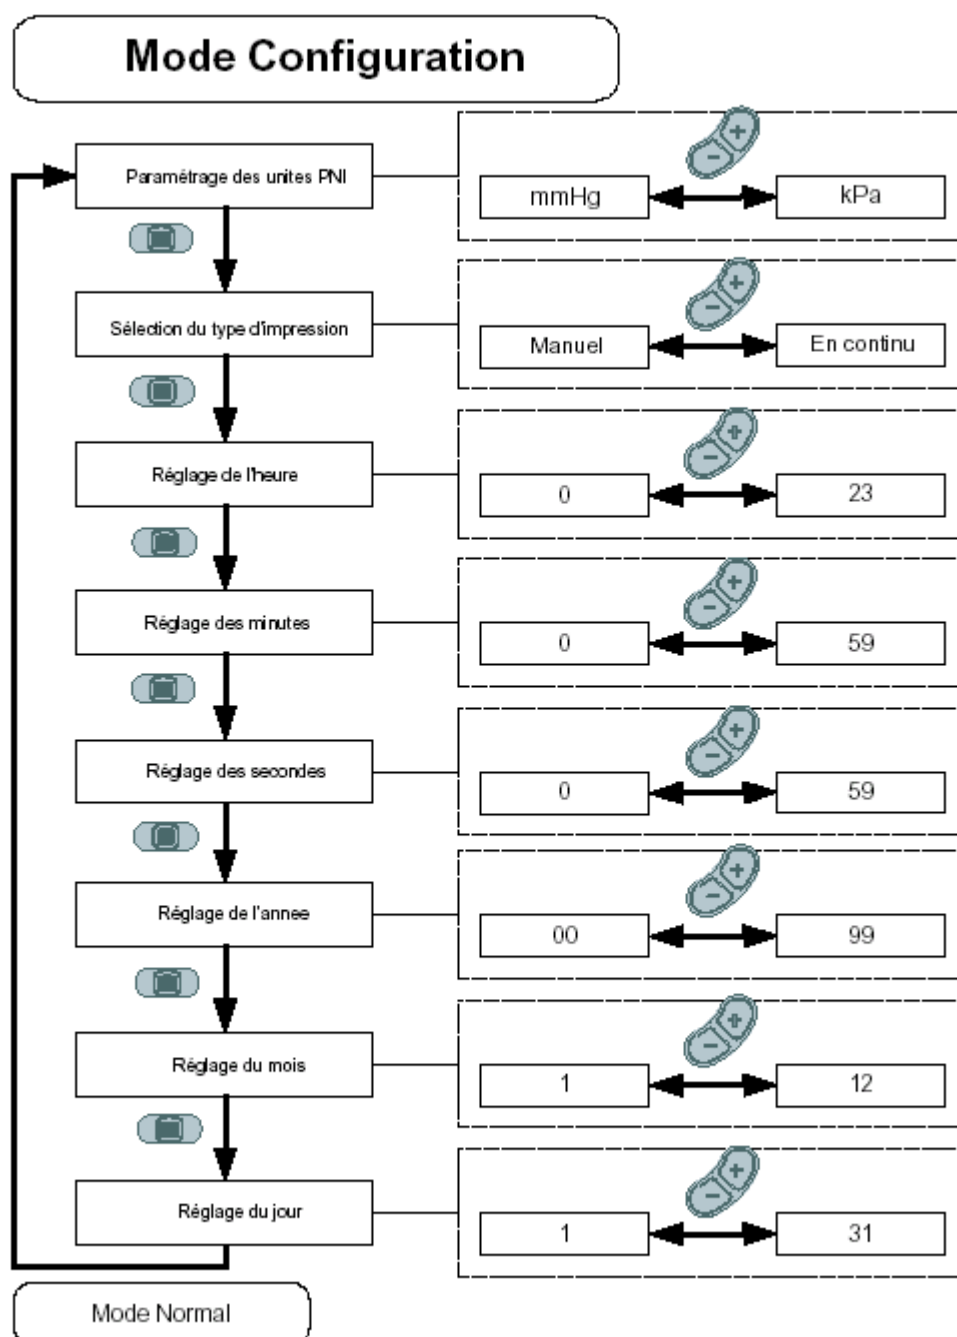 Mode Configuration
Paramétrage des unites PNI
mmHg
kPa
Sélection du type d'impression
Manuel
En continu
Réglage de l'heure
0
23
Réglage des minutes
0
59
Réglage des secondes
0
59
Réglage de l'annee
00
99
Réglage du mois
1
12
Réglage du jour
1
31
Mode Normal